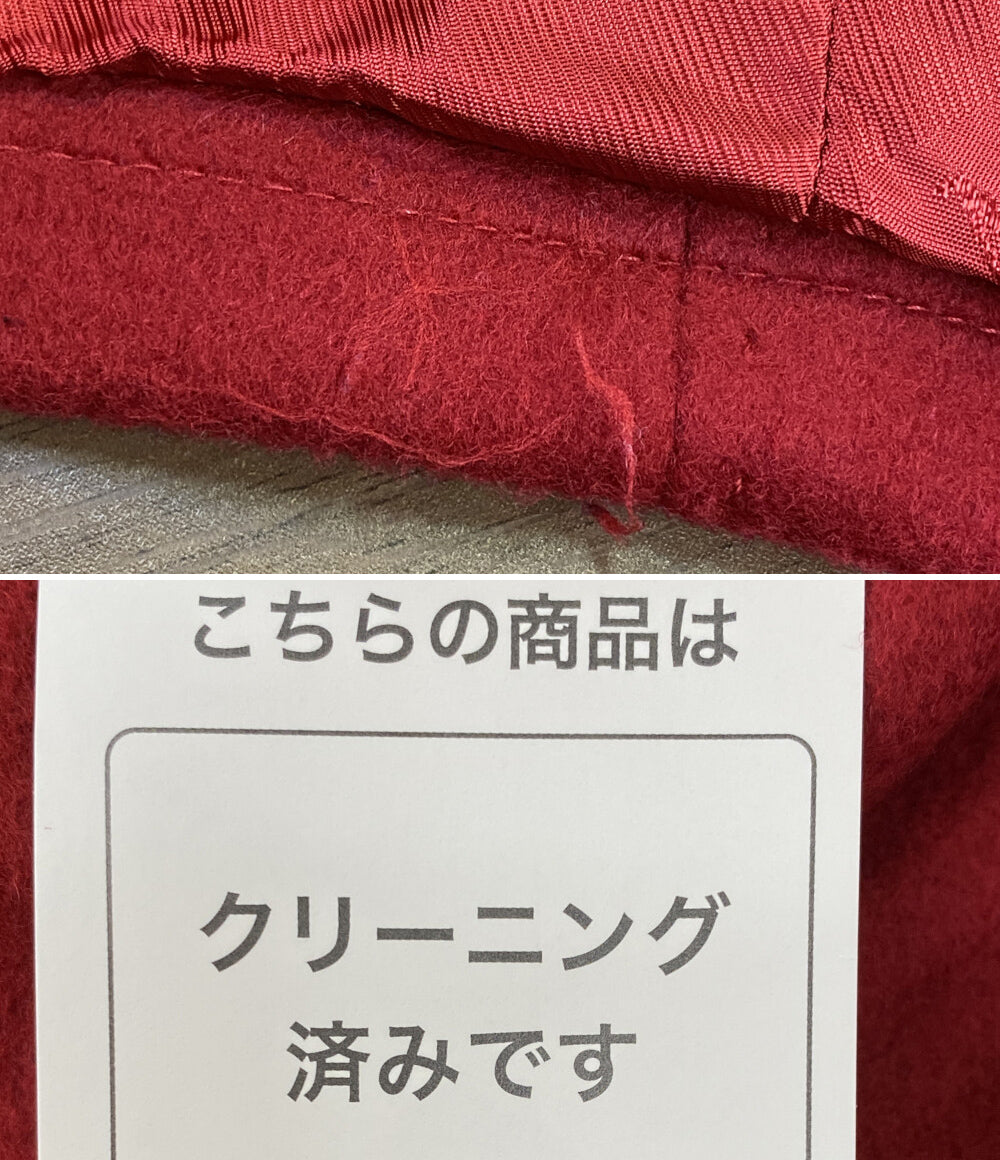 こちらの商品は
クリーニング
済みです